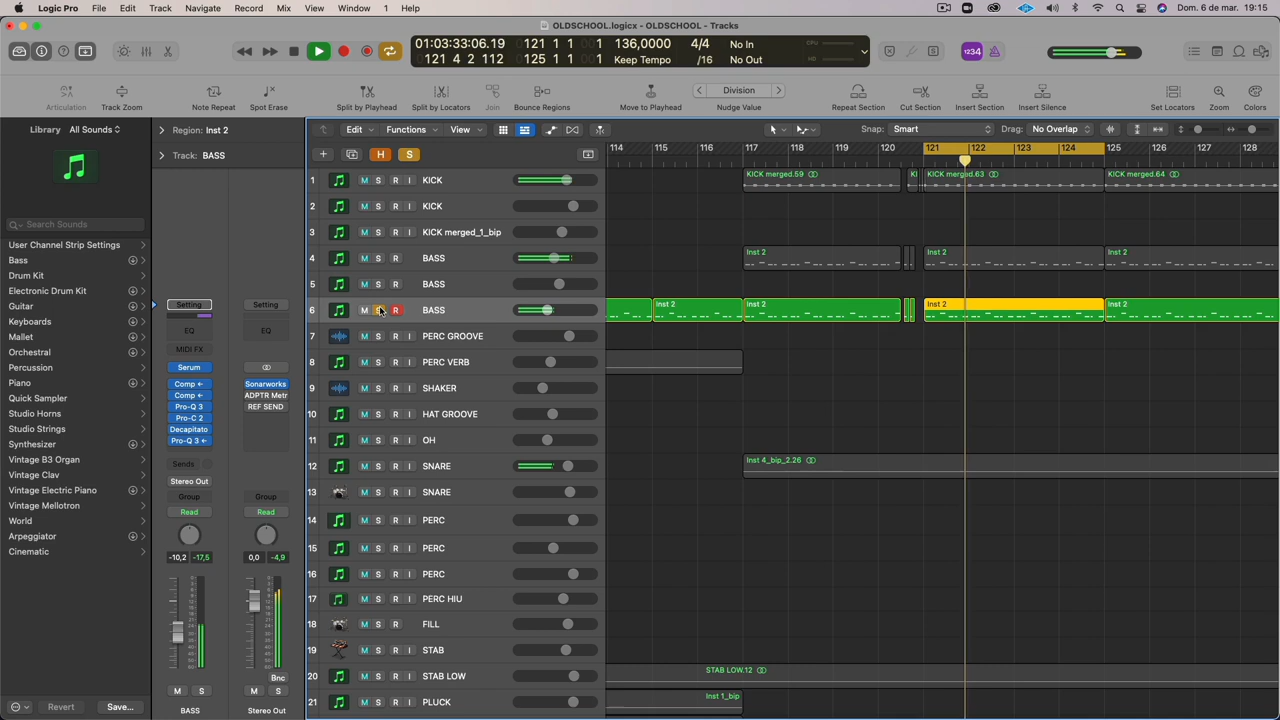 Logic Pro File Edit Track Navigate Record Mix View Window 1 Help Dom. 6 de mar. 19:15
OLDSCHOOL.logicx - OLDSCHOOL - Tracks
01:03:33:06.19 121 1 1 1 136,0000 4/4 No In CPU
121 4 2 112 125 1 1 1 Keep Tempo /16 No Out HD
1234
Division
Articulation Track Zoom Note Repeat Spot Erase Split by Playhead Split by Locators Join Bounce Regions Move to Playhead Nudge Value Repeat Section Cut Section Insert Section Insert Silence Set Locators Zoom Colors
Library All Sounds Region: Inst 2 Edit Functions View Snap: Smart Drag: No Overlap
Track: BASS H S 114 115 116 117 118 119 120 121 122 123 124 125 126 127 128
1 M S R I KICK KICK merged.59 KI KICK merged.63 KICK merged.64
2 M S R I KICK
Search Sounds
3 M S R I KICK merged_1_bip
User Channel Strip Settings
Bass
4 M S R I BASS Inst 2 Inst 2 Inst 2
Drum Kit
5 M S R I BASS
Electronic Drum Kit
Guitar
Setting Setting
6 M S R I BASS Inst 2 Inst 2 Inst 2 Inst 2
Keyboards
EQ EQ
Mallet
7 M S R I PERC GROOVE
Orchestral
MIDI FX
Percussion
Serum
8 M S R I PERC VERB
Piano
Comp Sonarworks
9 M S R I SHAKER
Quick Sampler
Comp ADPTR Metr
Studio Horns
Pro-Q 3 REF SEND
10 M S R I HAT GROOVE
Studio Strings
Pro-C 2
Decapitato
Synthesizer
Pro-Q 3
11 M S R I OH
Vintage B3 Organ
Sends
12 M S R I SNARE Inst 4_bip_2.26
Vintage Clav
Stereo Out
Vintage Electric Piano
Group Group
13 M S R I SNARE
Vintage Mellotron
Read Read
World
14 M S R I PERC
Arpeggiator
15 M S R I PERC
Cinematic
-10,2 -17,5 0,0 -4,9
16 M S R I PERC
17 M S R I PERC HIU
18 M S R FILL
19 M S R I STAB
20 M S R I STAB LOW STAB LOW.12
Bnc
M S M S
21 M S R I PLUCK Inst 1_bip
Revert Save... BASS Stereo Out